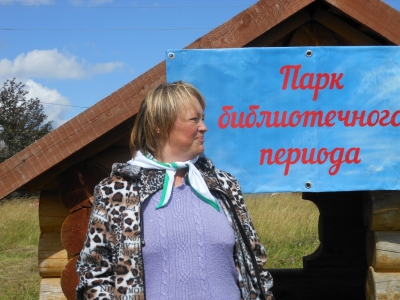 Парк
библиотечного
периода